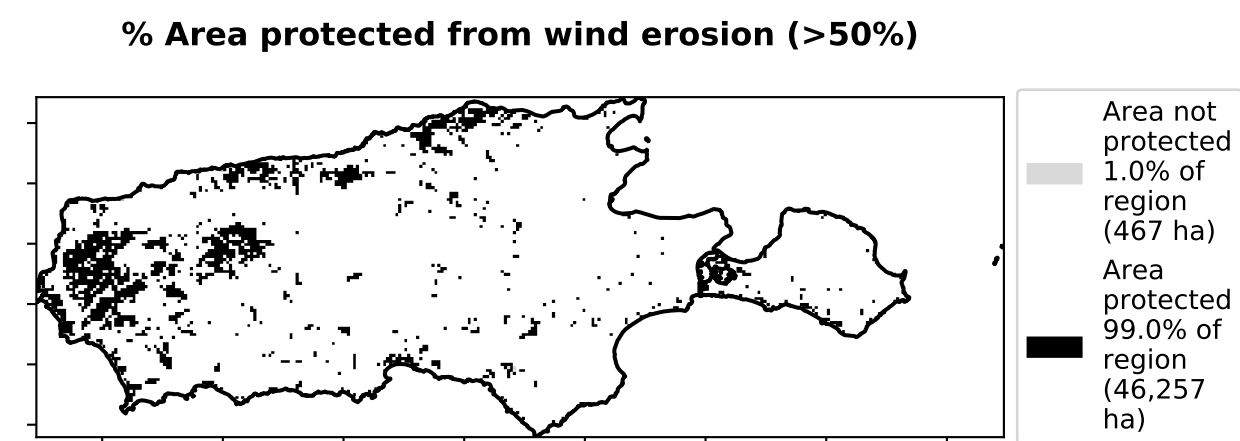 % Area protected from wind erosion (>50%)
Area not
protected
1.0% of
region
(467 ha)
Area
protected
99.0% of
region
(46,257
ha)